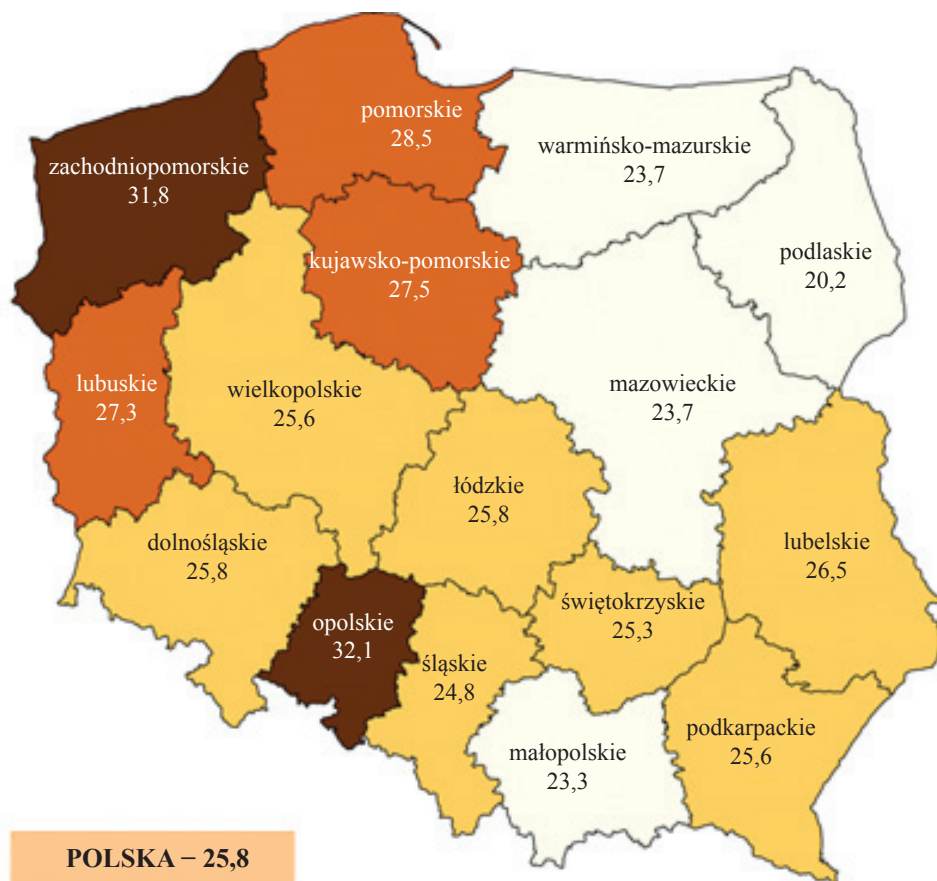 pomorskie
28,5
warmińsko-mazurskie
23,7
zachodniopomorskie
31,8
podlaskie
20,2
kujawsko-pomorskie
27,5
lubuskie
27,3
wielkopolskie
25,6
mazowieckie
23,7
łódzkie
25,8
dolnośląskie
25,8
lubelskie
26,5
opolskie
32,1
świętokrzyskie
25,3
śląskie
24,8
podkarpackie
25,6
małopolskie
23,3
POLSKA − 25,8